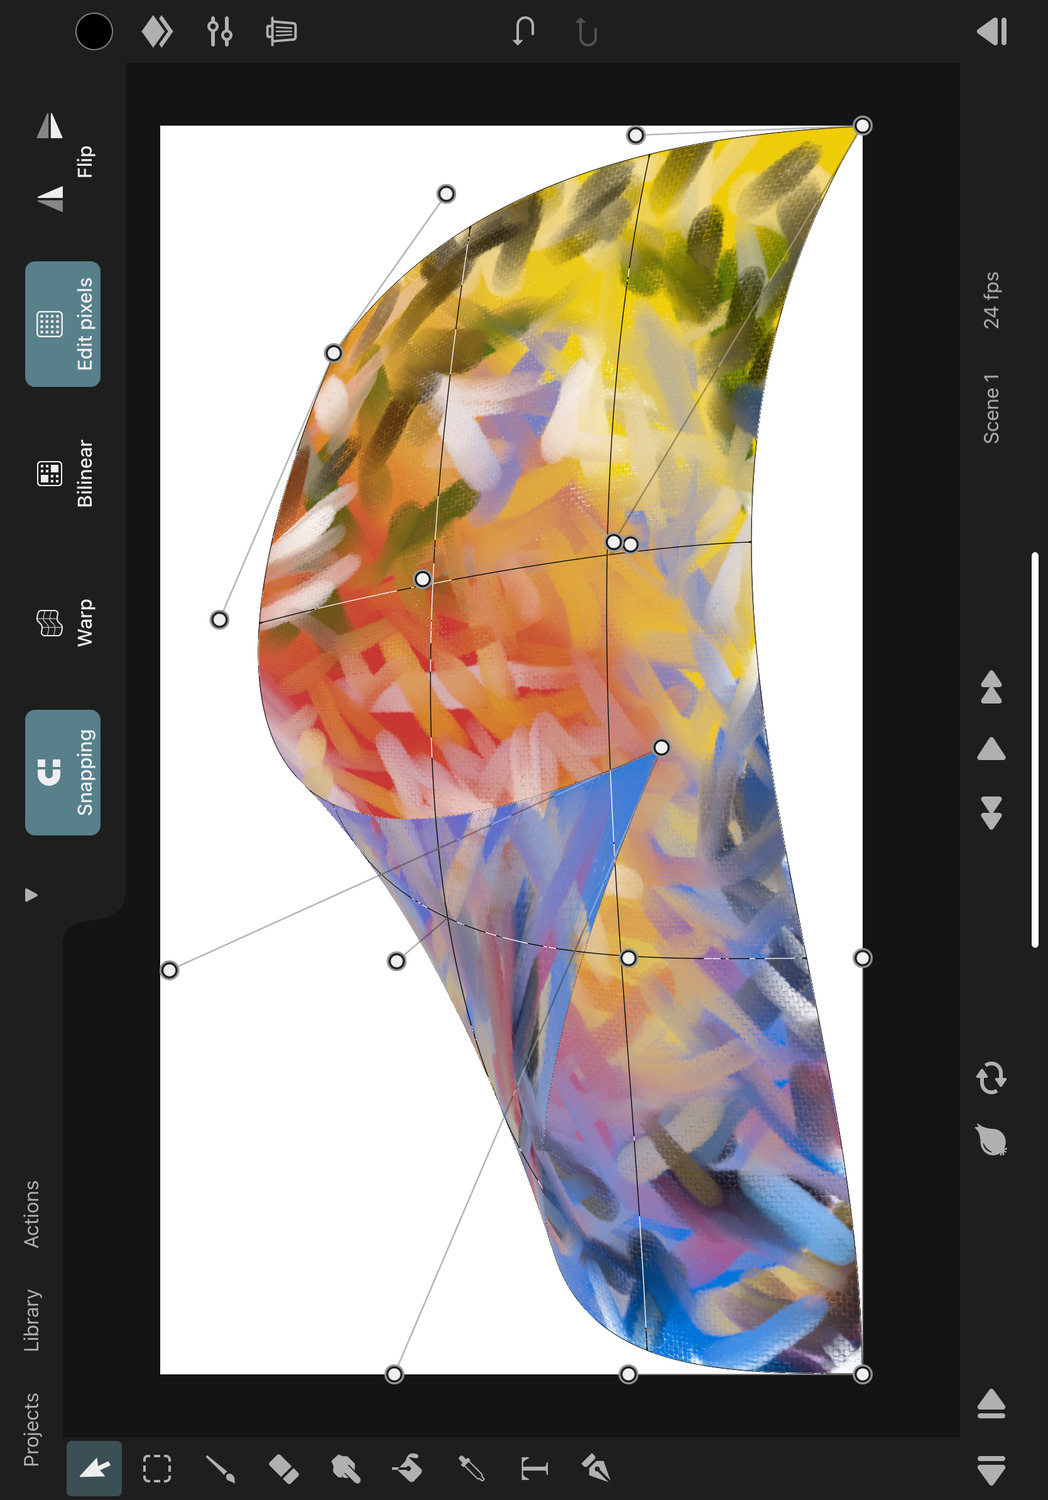 Projects Library Actions
Snapping Warp Bilinear Edit pixels Flip
T
Scene 1 24 fps